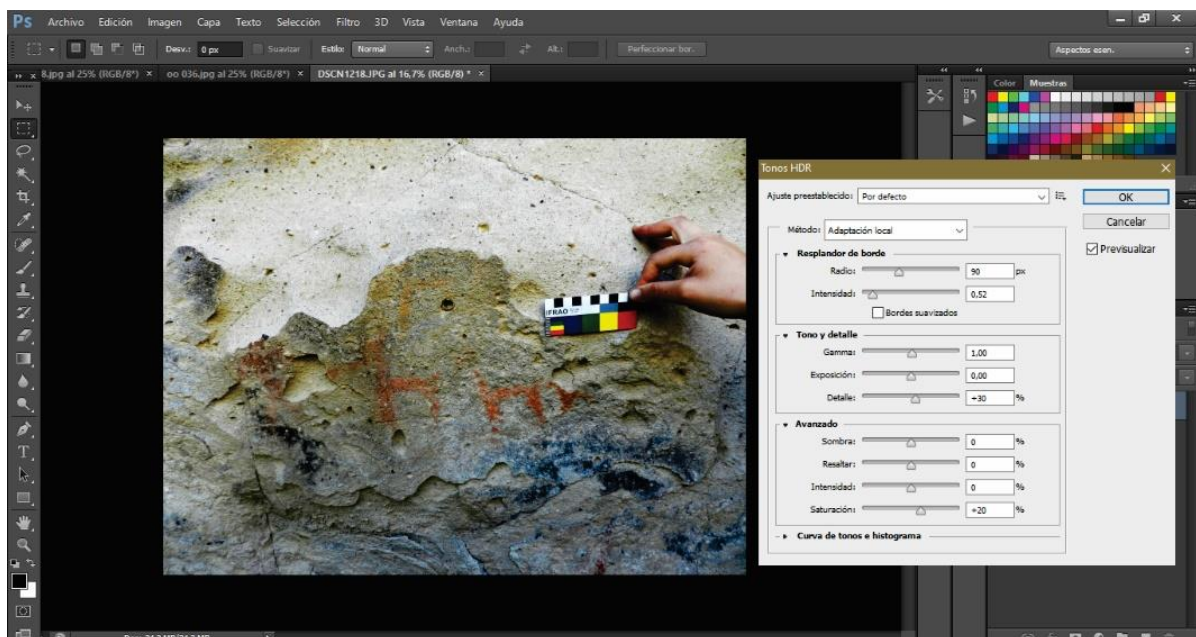 Ps Archivo Edición Imagen Capa Texto Selección Filtro 3D Vista Ventana Ayuda
Desv.: 0 px Suavizar Estilo: Normal Anch.: Alt.: Perfeccionar bor. Aspectos esen.
8.jpg al 25% (RGB/8*) × oo 036.jpg al 25% (RGB/8*) × DSCN1218.JPG al 16,7% (RGB/8) * ×
Color Muestras
IFRAO
Tonos HDR
Ajuste preestablecido: Por defecto
OK
Cancelar
Previsualizar
Método: Adaptación local
Resplandor de borde
Radio: 90 px
Intensidad: 0,52
Bordes suavizados
Tono y detalle
Gamma: 1,00
Exposición: 0,00
Detalle: +30 %
Avanzado
Sombra: 0 %
Resaltar: 0 %
Intensidad: 0 %
Saturación: +20 %
Curva de tonos e histograma